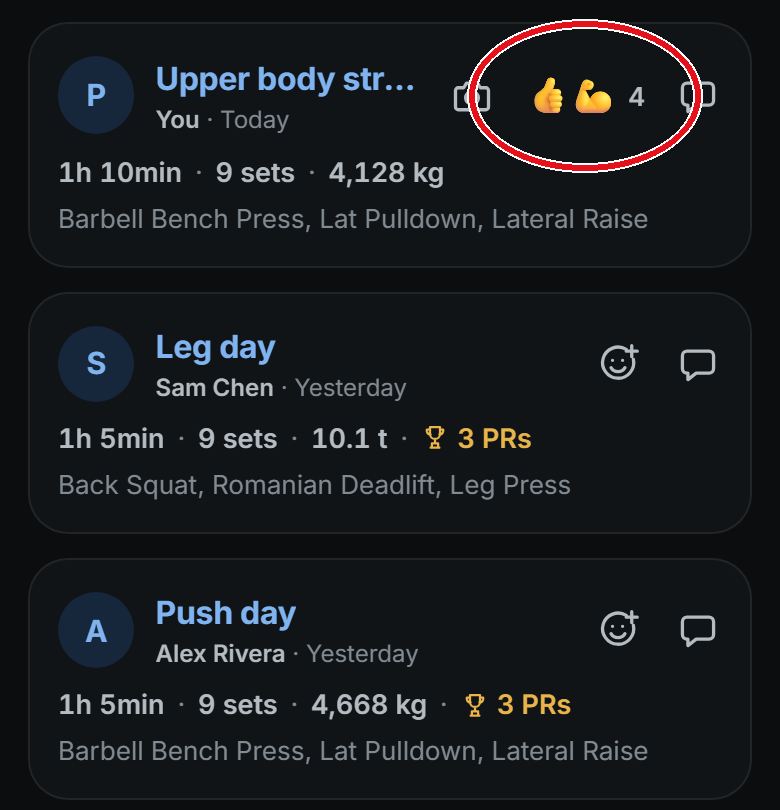 P
Upper body str...
👍 💪 4
You · Today
1h 10min · 9 sets · 4,128 kg
Barbell Bench Press, Lat Pulldown, Lateral Raise
S
Leg day
Sam Chen · Yesterday
1h 5min · 9 sets · 10.1 t · 3 PRs
Back Squat, Romanian Deadlift, Leg Press
A
Push day
Alex Rivera · Yesterday
1h 5min · 9 sets · 4,668 kg · 3 PRs
Barbell Bench Press, Lat Pulldown, Lateral Raise